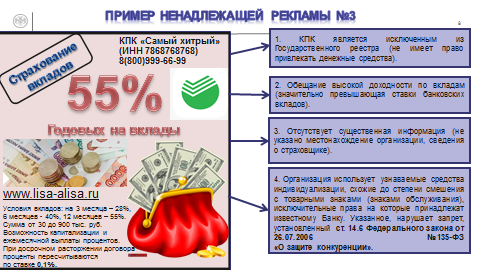 ПРИМЕР НЕНАДЛЕЖАЩЕЙ РЕКЛАМЫ №3
Страхование
вкладов
КПК «Самый хитрый»
(ИНН 7868768768)
8(800)999-66-99
55%
Годовых на вклады
www.lisa-alisa.ru
Условия вкладов: на 3 месяца – 28%,
6 месяцев - 40%, 12 месяцев – 55%.
Сумма от 30 до 900 тыс. руб.
Возможность капитализации и
ежемесячной выплаты процентов.
При досрочном расторжении договора
проценты пересчитываются
по ставке 0,1%.
1. КПК является исключенным из
Государственного реестра (не имеет право
привлекать денежные средства).
2. Обещание высокой доходности по вкладам
(значительно превышающая ставки банковских
вкладов).
3. Отсутствует существенная информация (не
указано местонахождение организации, сведения
о страховщике).
4. Организация использует узнаваемые средства
индивидуализации, схожие до степени смешения
с товарными знаками (знаками обслуживания),
исключительные права на которые принадлежат
известному Банку. Указанное, нарушает запрет,
установленный ст. 14.6 Федерального закона от
26.07.2006 №135-ФЗ
«О защите конкуренции».